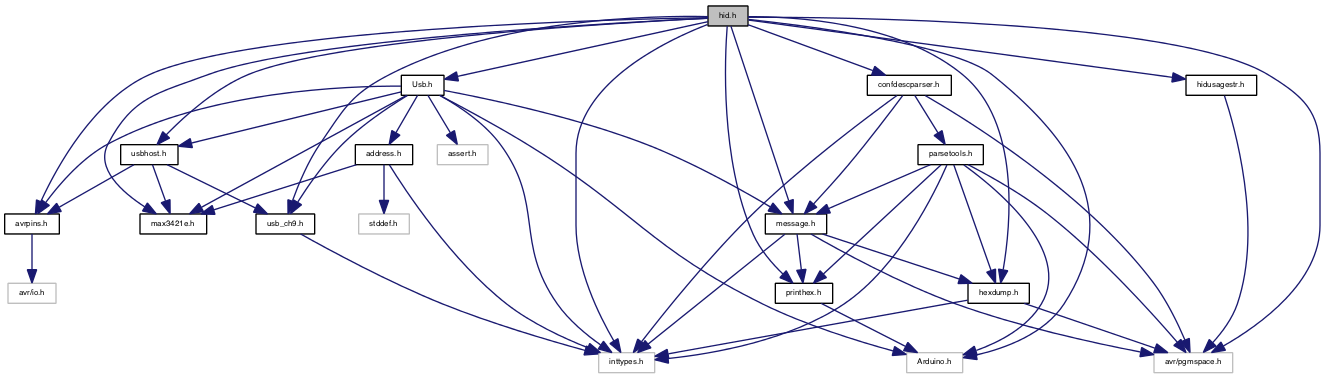 hid.h
Usb.h
confdescparser.h
hidusagestr.h
usbhost.h
address.h
assert.h
parsetools.h
avrpins.h
max3421e.h
usb_ch9.h
stddef.h
message.h
avr/io.h
printhex.h
hexdump.h
inttypes.h
Arduino.h
avr/pgmspace.h